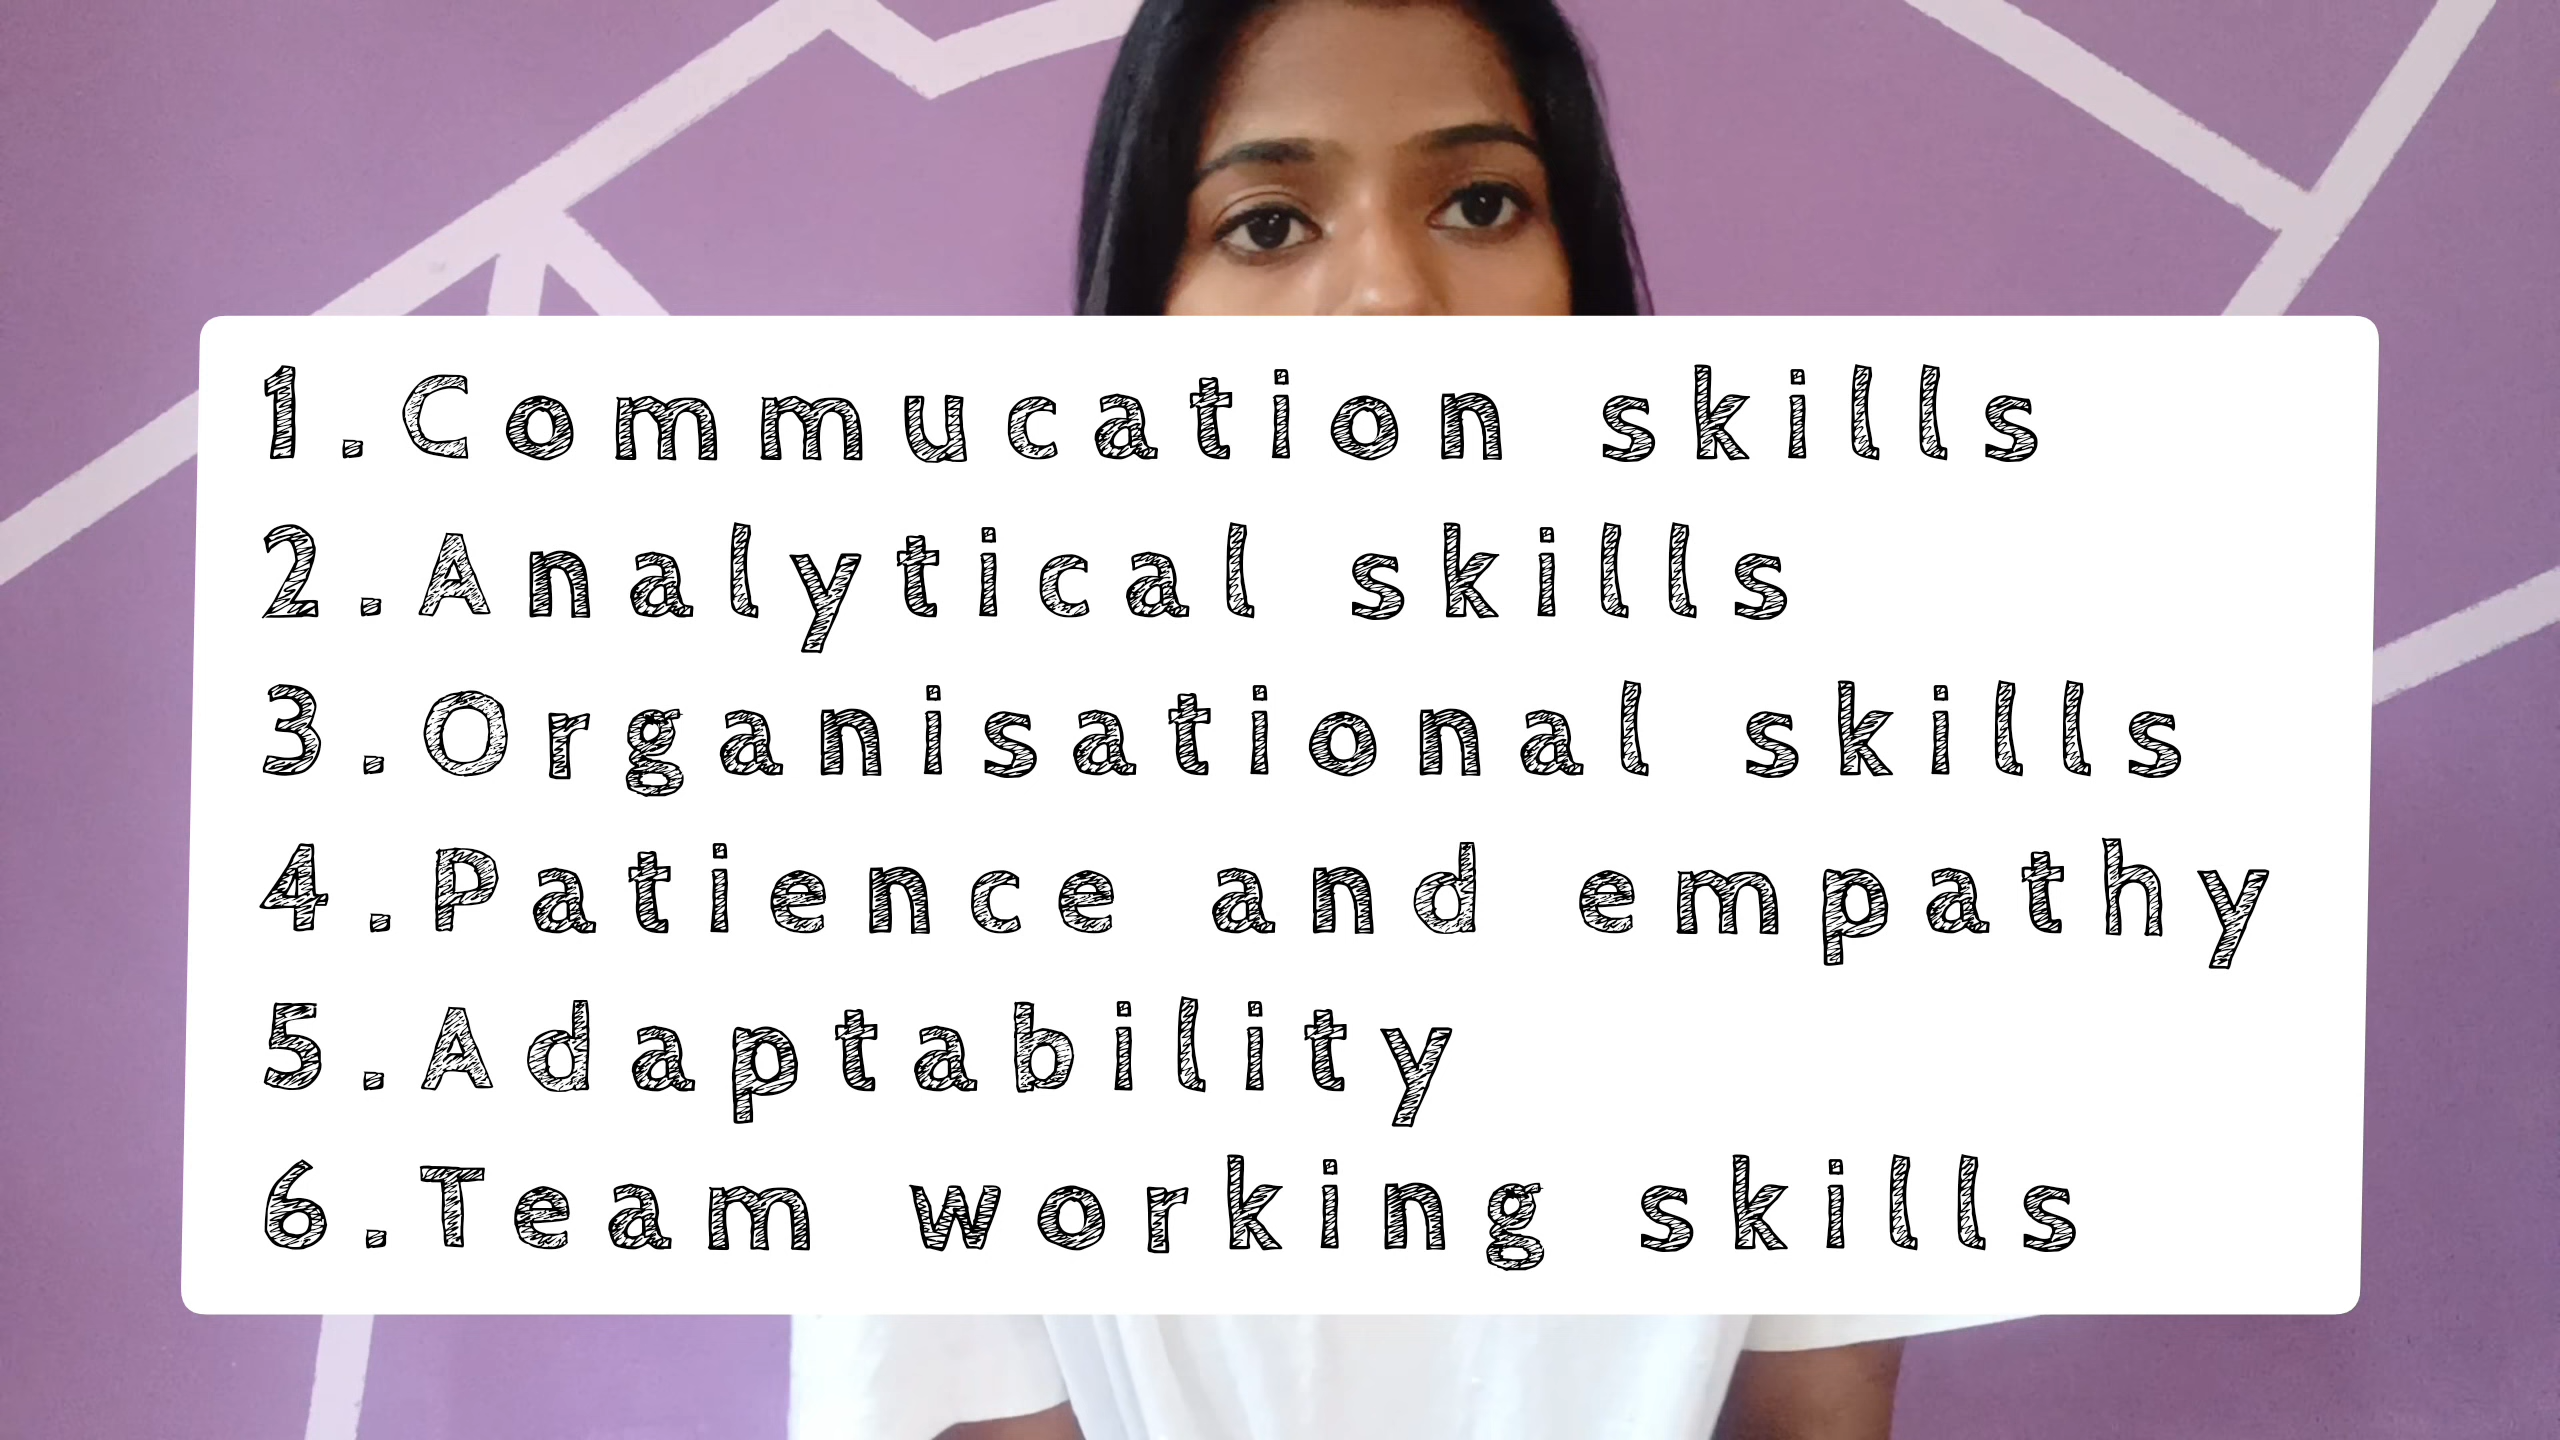 1.Commucation skills
2.Analytical skills
3.Organisational skills
4.Patience and empathy
5.Adaptability
6.Team working skills